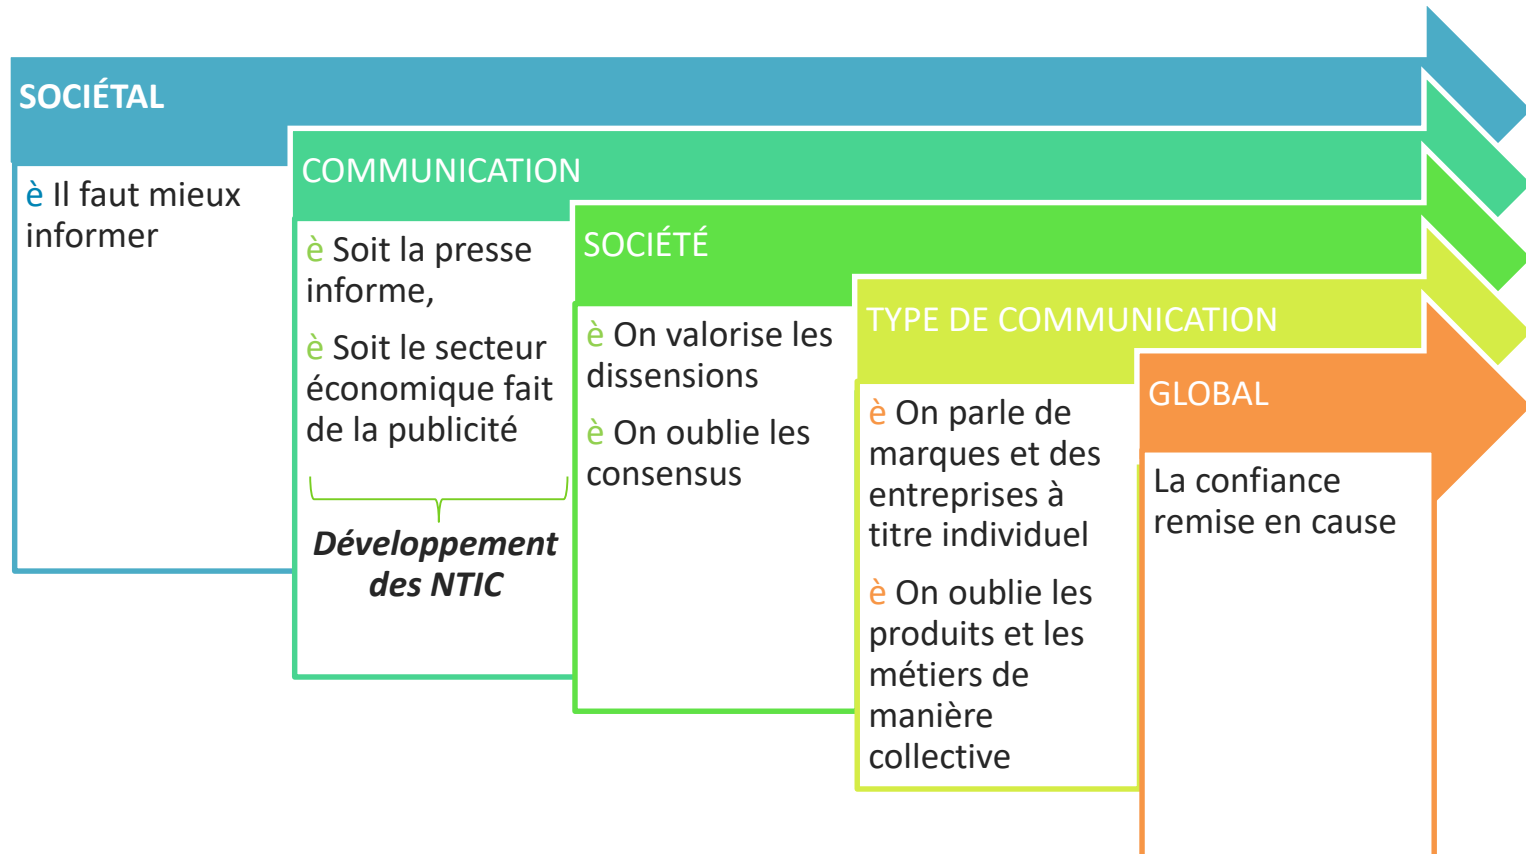 SOCIÉTAL
è Il faut mieux
informer
COMMUNICATION
è Soit la presse
informe,
è Soit le secteur
économique fait
de la publicité
Développement
des NTIC
SOCIÉTÉ
è On valorise les
dissensions
è On oublie les
consensus
TYPE DE COMMUNICATION
è On parle de
marques et des
entreprises à
titre individuel
è On oublie les
produits et les
métiers de
manière
collective
GLOBAL
La confiance
remise en cause